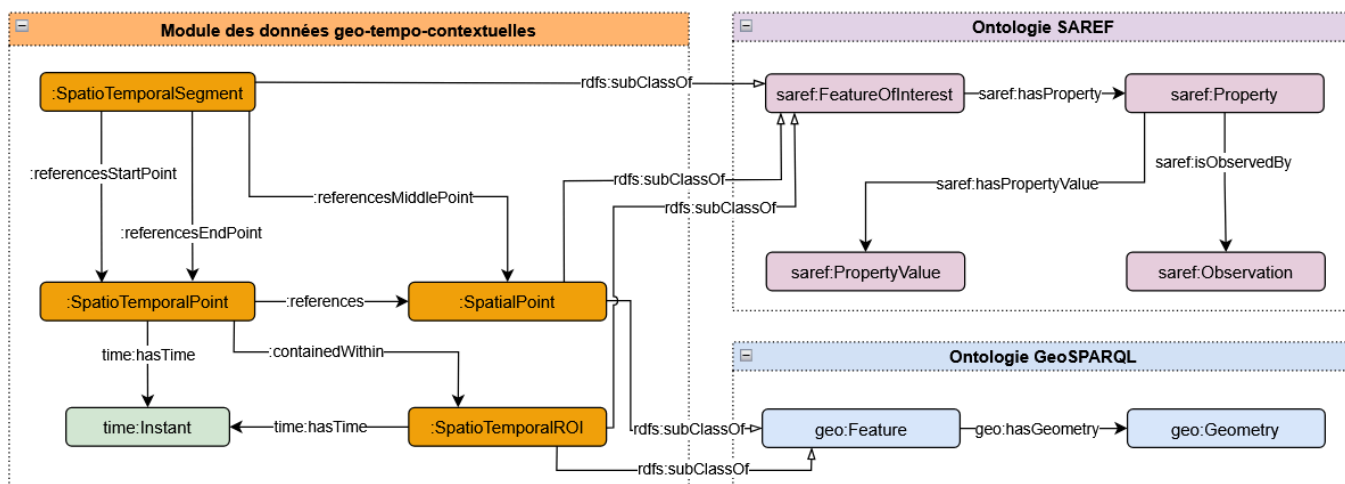 Module des données geo-tempo-contextuelles
Ontologie SAREF
:SpatioTemporalSegment
rdfs:subClassOf
saref:FeatureOfInterest
saref:hasProperty
saref:Property
:referencesStartPoint
:referencesMiddlePoint
:referencesEndPoint
rdfs:subClassOf
rdfs:subClassOf
saref:hasPropertyValue
saref:isObservedBy
saref:PropertyValue
saref:Observation
:SpatioTemporalPoint
:references
:SpatialPoint
time:hasTime
:containedWithin
Ontologie GeoSPARQL
time:Instant
time:hasTime
:SpatioTemporalROI
rdfs:subClassOf
geo:Feature
geo:hasGeometry
geo:Geometry
rdfs:subClassOf